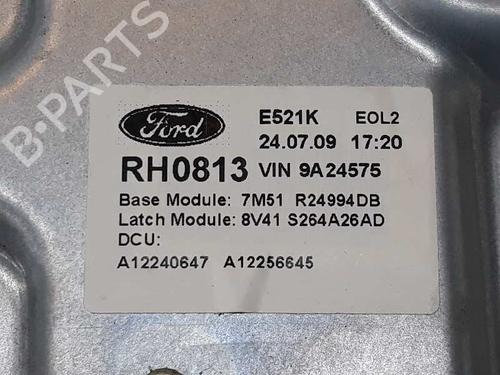 B-PARTS
Ford
E521K EOL2
24.07.09 17:20
RH0813 VIN 9A24575
Base Module: 7M51 R24994DB
Latch Module: 8V41 S264A26AD
DCU:
A12240647 A12256645